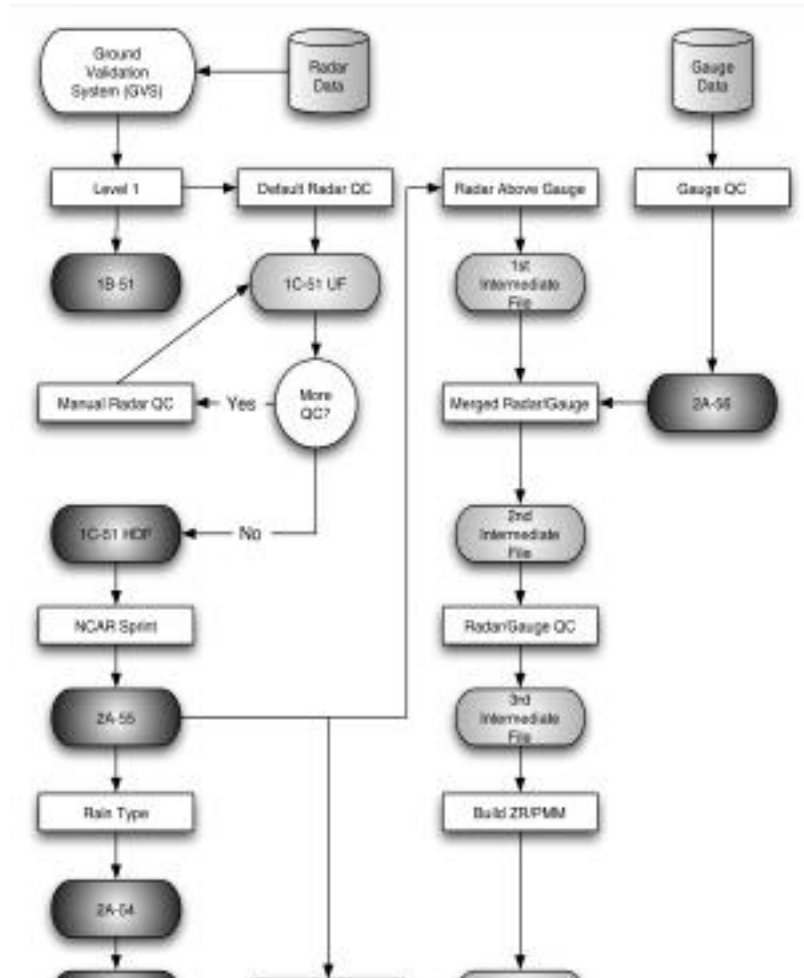 Ground
Validation
System (GVS)
Radar
Data
Gauge
Data
Level 1
Default Radar QC
Radar Above Gauge
Gauge QC
1B-51
1C-51 UF
1st
Intermediate
File
Manual Radar QC
Yes
More
QC?
Merged Radar/Gauge
2A-56
1C-51 HDF
No
2nd
Intermediate
File
NCAR Sprint
Radar/Gauge QC
2A-55
3rd
Intermediate
File
Rain Type
Build ZR/PMM
2A-54